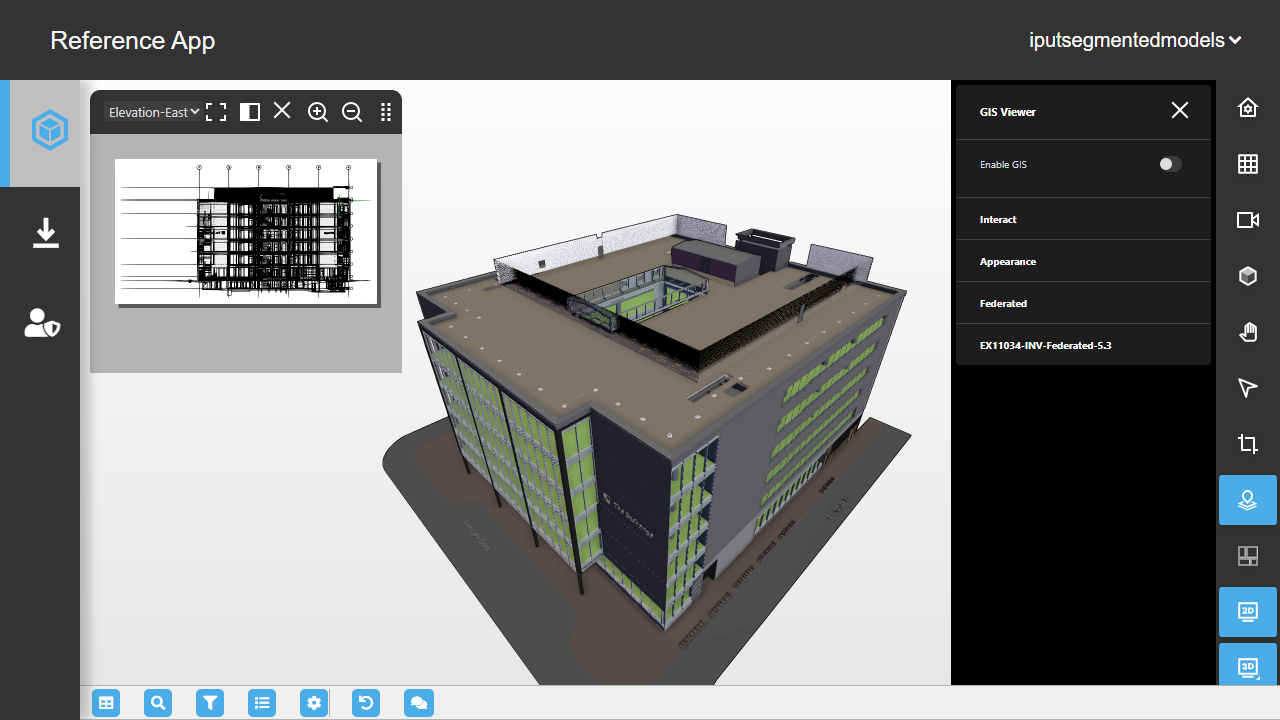 Reference App
iputsegmentedmodels
Elevation-East
GIS Viewer
Enable GIS
Interact
Appearance
Federated
EX11034-INV-Federated-5.3
2D
3D